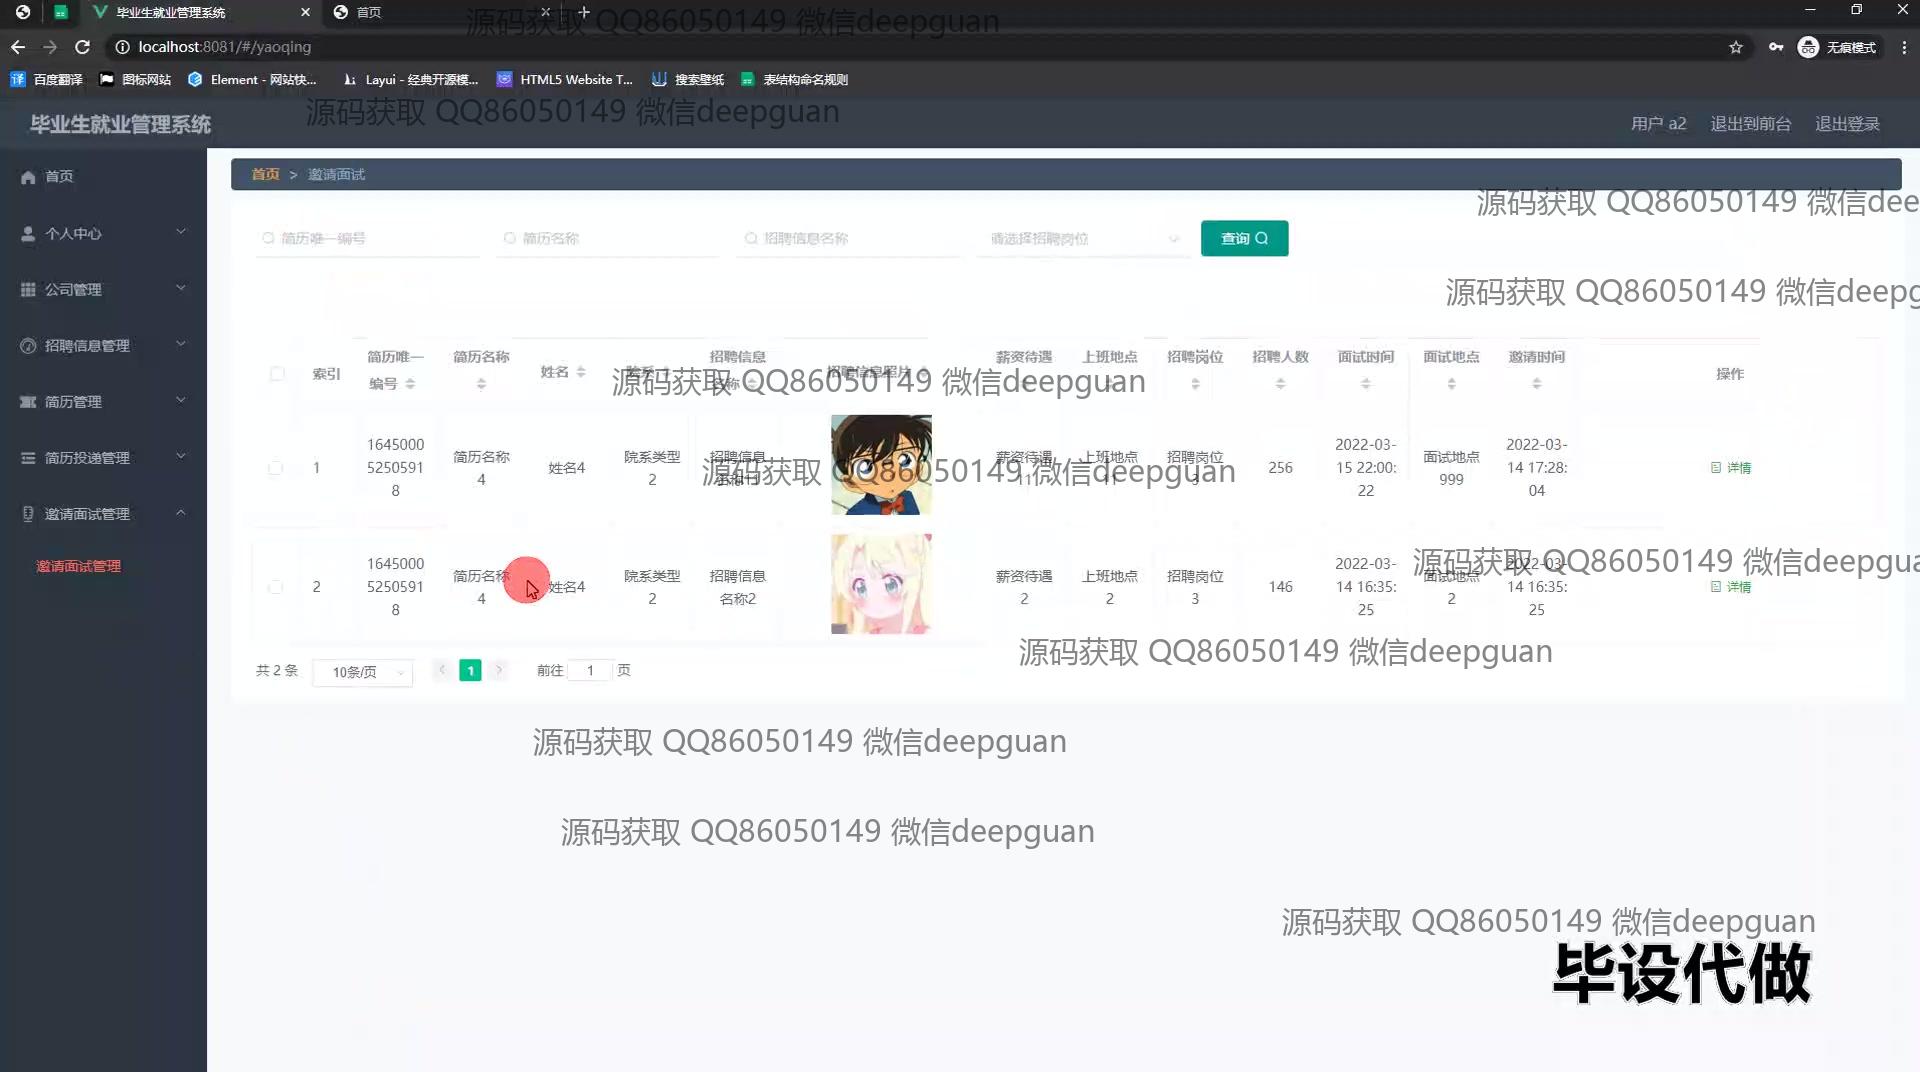 毕业生就业管理系统
首页
源码获取 QQ86050149 微信deepguan
localhost:8081/#/yaoqing
无痕模式
百度翻译
图标网站
Element - 网站快...
Layui - 经典开源模...
HTML5 Website T...
搜索壁纸
表结构命名规则
源码获取 QQ86050149 微信deepguan
毕业生就业管理系统
用户 a2
退出到前台
退出登录
首页
个人中心
公司管理
招聘信息管理
简历管理
简历投递管理
邀请面试管理
邀请面试管理
首页 > 邀请面试
源码获取 QQ86050149 微信dee
简历唯一编号
简历名称
招聘信息名称
请选择招聘岗位
查询
源码获取 QQ86050149 微信deepg
索引
简历唯一
编号
简历名称
姓名
院系
招聘信息
名称
招聘信息照片
薪资待遇
上班地点
招聘岗位
招聘人数
面试时间
面试地点
邀请时间
操作
源码获取 QQ86050149 微信deepguan
1
1645000
5250591
8
简历名称
4
姓名4
院系类型
2
招聘信息
名称11
薪资待遇
11
上班地点
11
招聘岗位
3
256
2022-03-
15 22:00:
22
面试地点
999
2022-03-
14 17:28:
04
详情
源码获取 QQ86050149 微信deepguan
2
1645000
5250591
8
简历名称
4
姓名4
院系类型
2
招聘信息
名称2
薪资待遇
2
上班地点
2
招聘岗位
3
146
2022-03-
14 16:35:
25
面试地点
2
2022-03-
14 16:35:
25
详情
源码获取 QQ86050149 微信deepgua
源码获取 QQ86050149 微信deepguan
共 2 条
10条/页
1
前往 1 页
源码获取 QQ86050149 微信deepguan
源码获取 QQ86050149 微信deepguan
源码获取 QQ86050149 微信deepguan
毕设代做